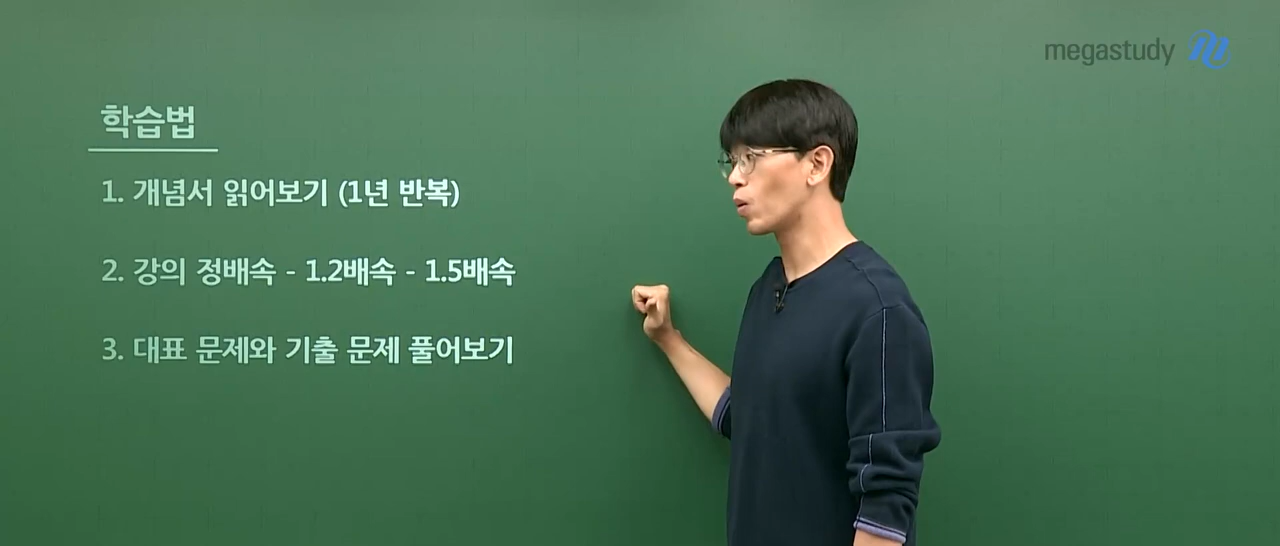 megastudy
학습법
1. 개념서 읽어보기 (1년 반복)
2. 강의 정배속 - 1.2배속 - 1.5배속
3. 대표 문제와 기출 문제 풀어보기